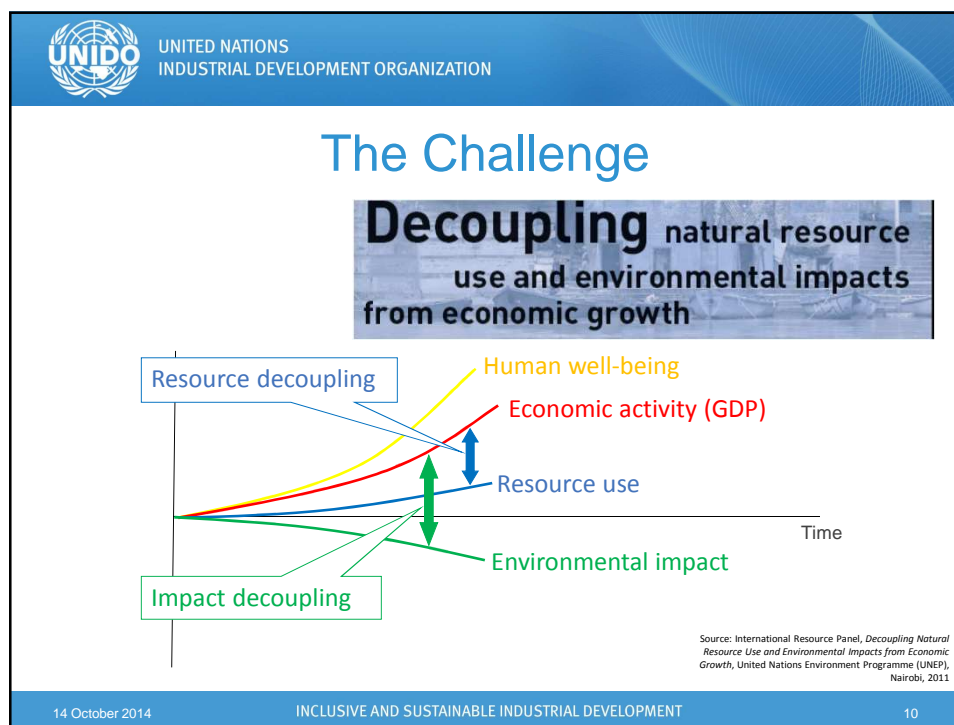 UNIDO
UNITED NATIONS
INDUSTRIAL DEVELOPMENT ORGANIZATION
The Challenge
Decoupling natural resource
use and environmental impacts
from economic growth
Resource decoupling
Human well-being
Economic activity (GDP)
Resource use
Time
Environmental impact
Impact decoupling
Source: International Resource Panel, Decoupling Natural
Resource Use and Environmental Impacts from Economic
Growth, United Nations Environment Programme (UNEP),
Nairobi, 2011
14 October 2014
INCLUSIVE AND SUSTAINABLE INDUSTRIAL DEVELOPMENT
10